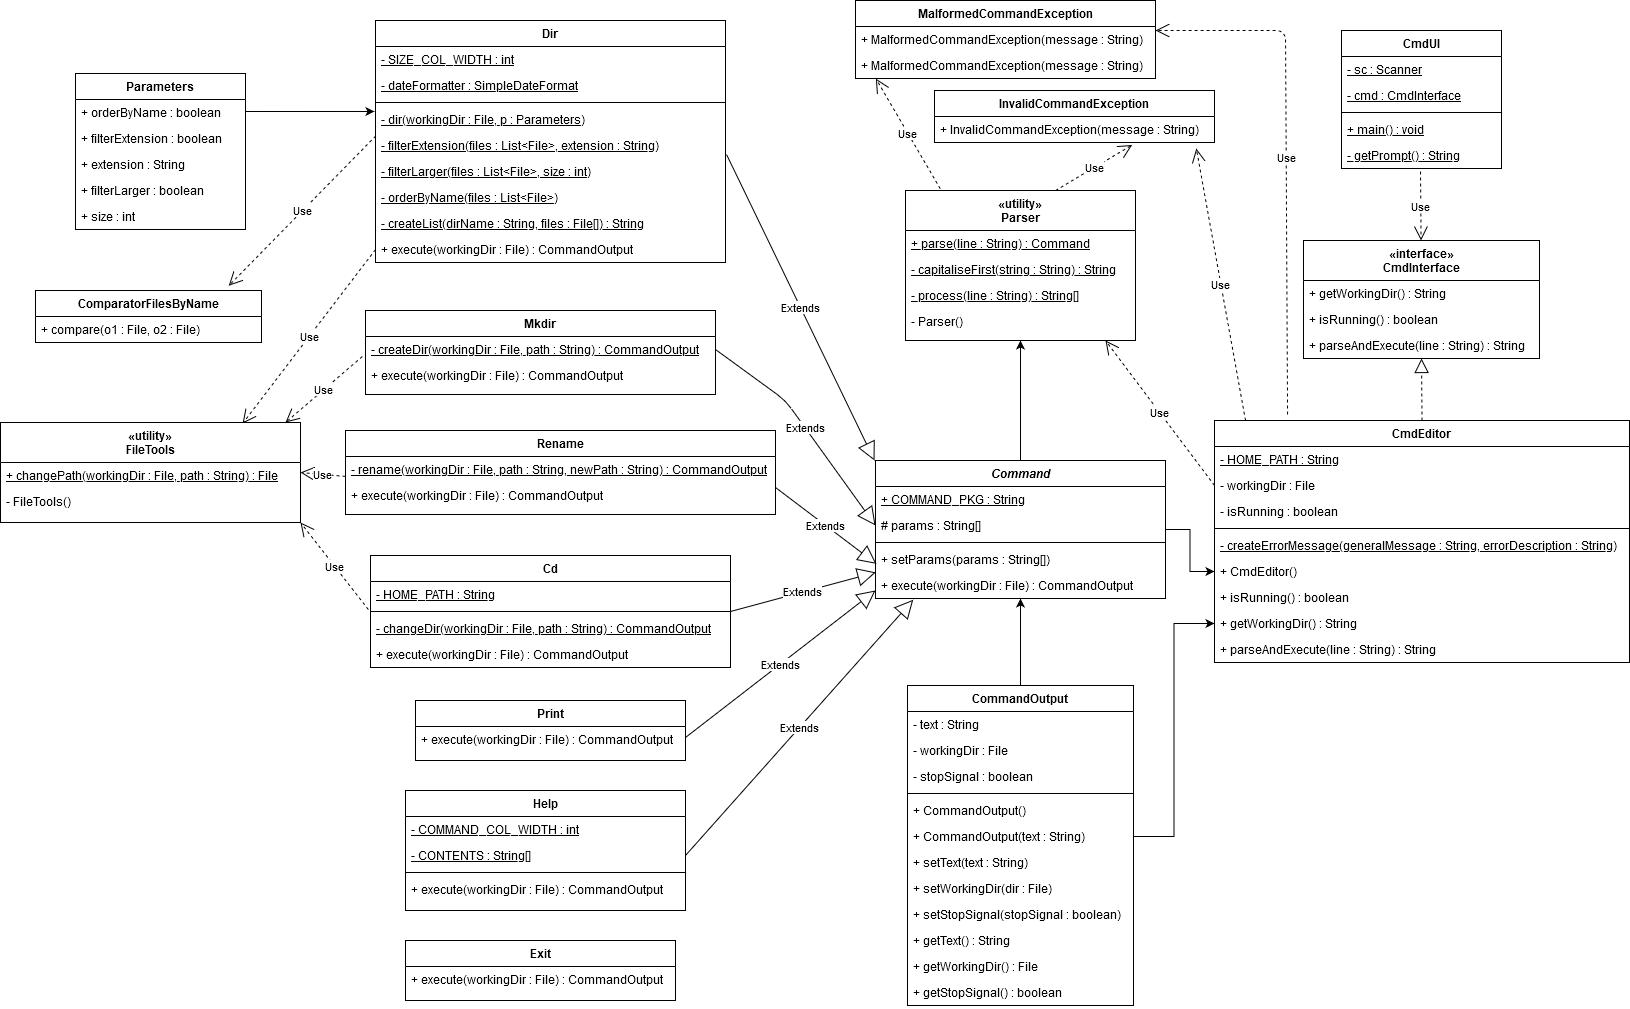 Parameters
+ orderByName : boolean
+ filterExtension : boolean
+ extension : String
+ filterLarger : boolean
+ size : int
Dir
- SIZE_COL_WIDTH : int
- dateFormatter : SimpleDateFormat
- dir(workingDir : File, p : Parameters)
- filterExtension(files : List<File>, extension : String)
- filterLarger(files : List<File>, size : int)
- orderByName(files : List<File>)
- createList(dirName : String, files : File[]) : String
+ execute(workingDir : File) : CommandOutput
MalformedCommandException
+ MalformedCommandException(message : String)
+ MalformedCommandException(message : String)
InvalidCommandException
+ InvalidCommandException(message : String)
CmdUI
- sc : Scanner
- cmd : CmdInterface
+ main() : void
- getPrompt() : String
Use
Use
Use
Use
Use
Use
Use
«utility»
Parser
+ parse(line : String) : Command
- capitaliseFirst(string : String) : String
- process(line : String) : String[]
- Parser()
«interface»
CmdInterface
+ getWorkingDir() : String
+ isRunning() : boolean
+ parseAndExecute(line : String) : String
ComparatorFilesByName
+ compare(o1 : File, o2 : File)
Use
Extends
Mkdir
- createDir(workingDir : File, path : String) : CommandOutput
+ execute(workingDir : File) : CommandOutput
Use
Extends
«utility»
FileTools
+ changePath(workingDir : File, path : String) : File
- FileTools()
Rename
- rename(workingDir : File, path : String, newPath : String) : CommandOutput
+ execute(workingDir : File) : CommandOutput
Use
Extends
Cd
- HOME_PATH : String
- changeDir(workingDir : File, path : String) : CommandOutput
+ execute(workingDir : File) : CommandOutput
Use
Extends
Command
+ COMMAND_PKG : String
# params : String[]
+ setParams(params : String[])
+ execute(workingDir : File) : CommandOutput
CmdEditor
- HOME_PATH : String
- workingDir : File
- isRunning : boolean
- createErrorMessage(generalMessage : String, errorDescription : String)
+ CmdEditor()
+ isRunning() : boolean
+ getWorkingDir() : String
+ parseAndExecute(line : String) : String
Print
+ execute(workingDir : File) : CommandOutput
Extends
Extends
Help
- COMMAND_COL_WIDTH : int
- CONTENTS : String[]
+ execute(workingDir : File) : CommandOutput
Exit
+ execute(workingDir : File) : CommandOutput
CommandOutput
- text : String
- workingDir : File
- stopSignal : boolean
+ CommandOutput()
+ CommandOutput(text : String)
+ setText(text : String)
+ setWorkingDir(dir : File)
+ setStopSignal(stopSignal : boolean)
+ getText() : String
+ getWorkingDir() : File
+ getStopSignal() : boolean